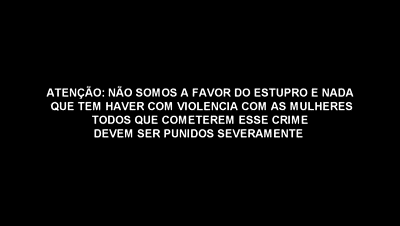 ATENÇÃO: NÃO SOMOS A FAVOR DO ESTUPRO E NADA
QUE TEM HAVER COM VIOLENCIA COM AS MULHERES
TODOS QUE COMETEREM ESSE CRIME
DEVEM SER PUNIDOS SEVERAMENTE